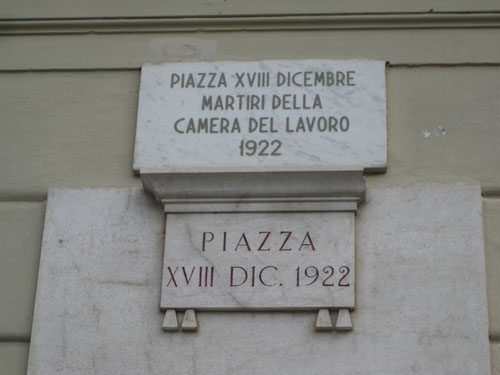 PIAZZA XVIII DICEMBRE
MARTIRI DELLA
CAMERA DEL LAVORO
1922
PIAZZA
XVIII DIC. 1922